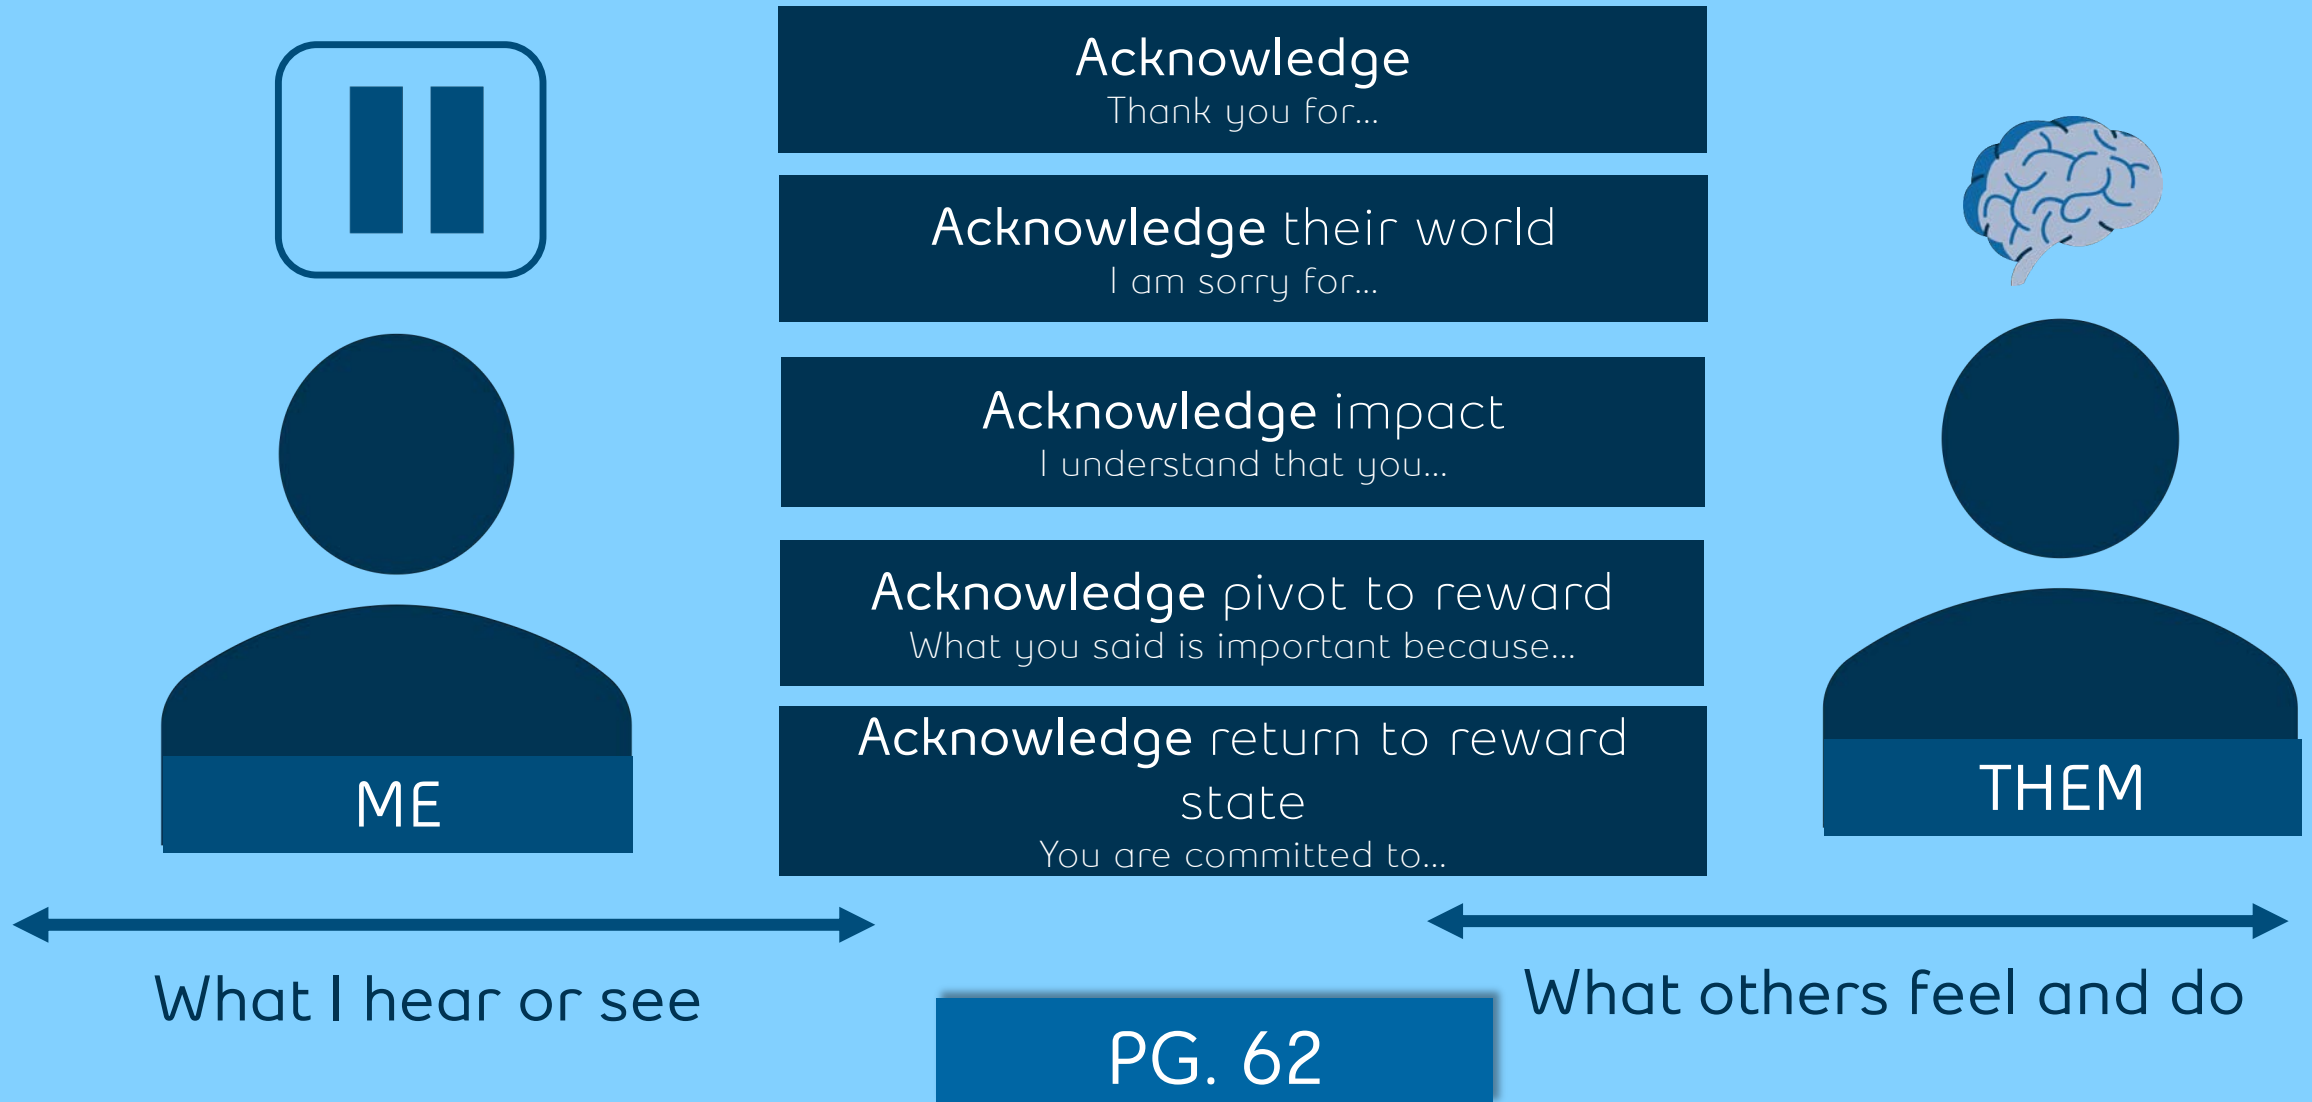 Acknowledge
Thank you for...
Acknowledge their world
I am sorry for...
Acknowledge impact
I understand that you...
Acknowledge pivot to reward
What you said is important because...
Acknowledge return to reward
state
You are committed to...
ME
THEM
What I hear or see
What others feel and do
PG. 62